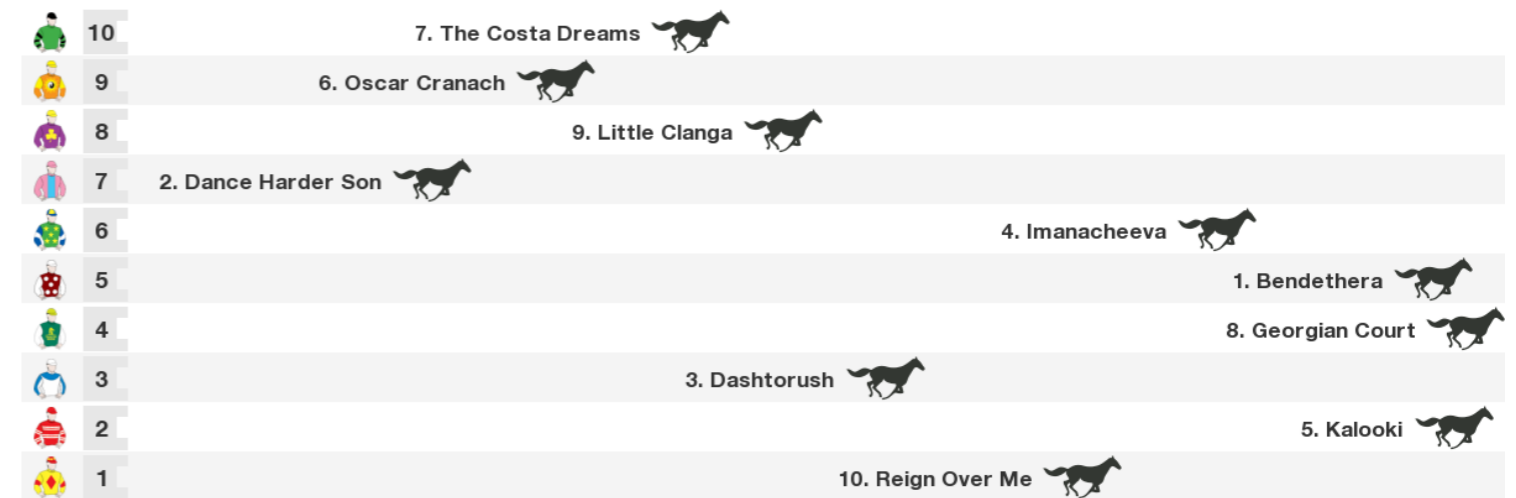 10 7. The Costa Dreams
9 6. Oscar Cranach
8 9. Little Clanga
7 2. Dance Harder Son
6 4. Imanacheeva
5 1. Bendethera
4 8. Georgian Court
3 3. Dashtorush
2 5. Kalooki
1 10. Reign Over Me